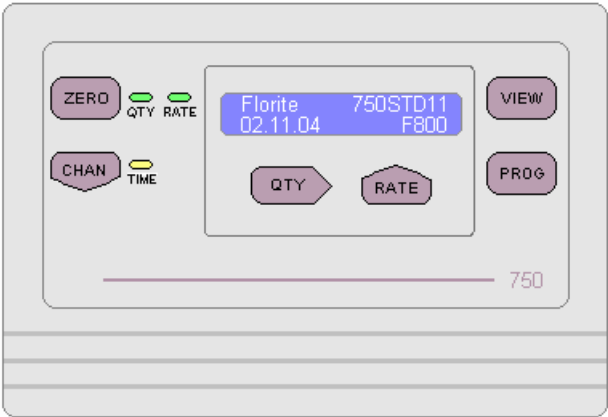 ZERO
QTY RATE
CHAN
TIME
Florite 750STD11
02.11.04 F800
QTY
RATE
VIEW
PROG
750